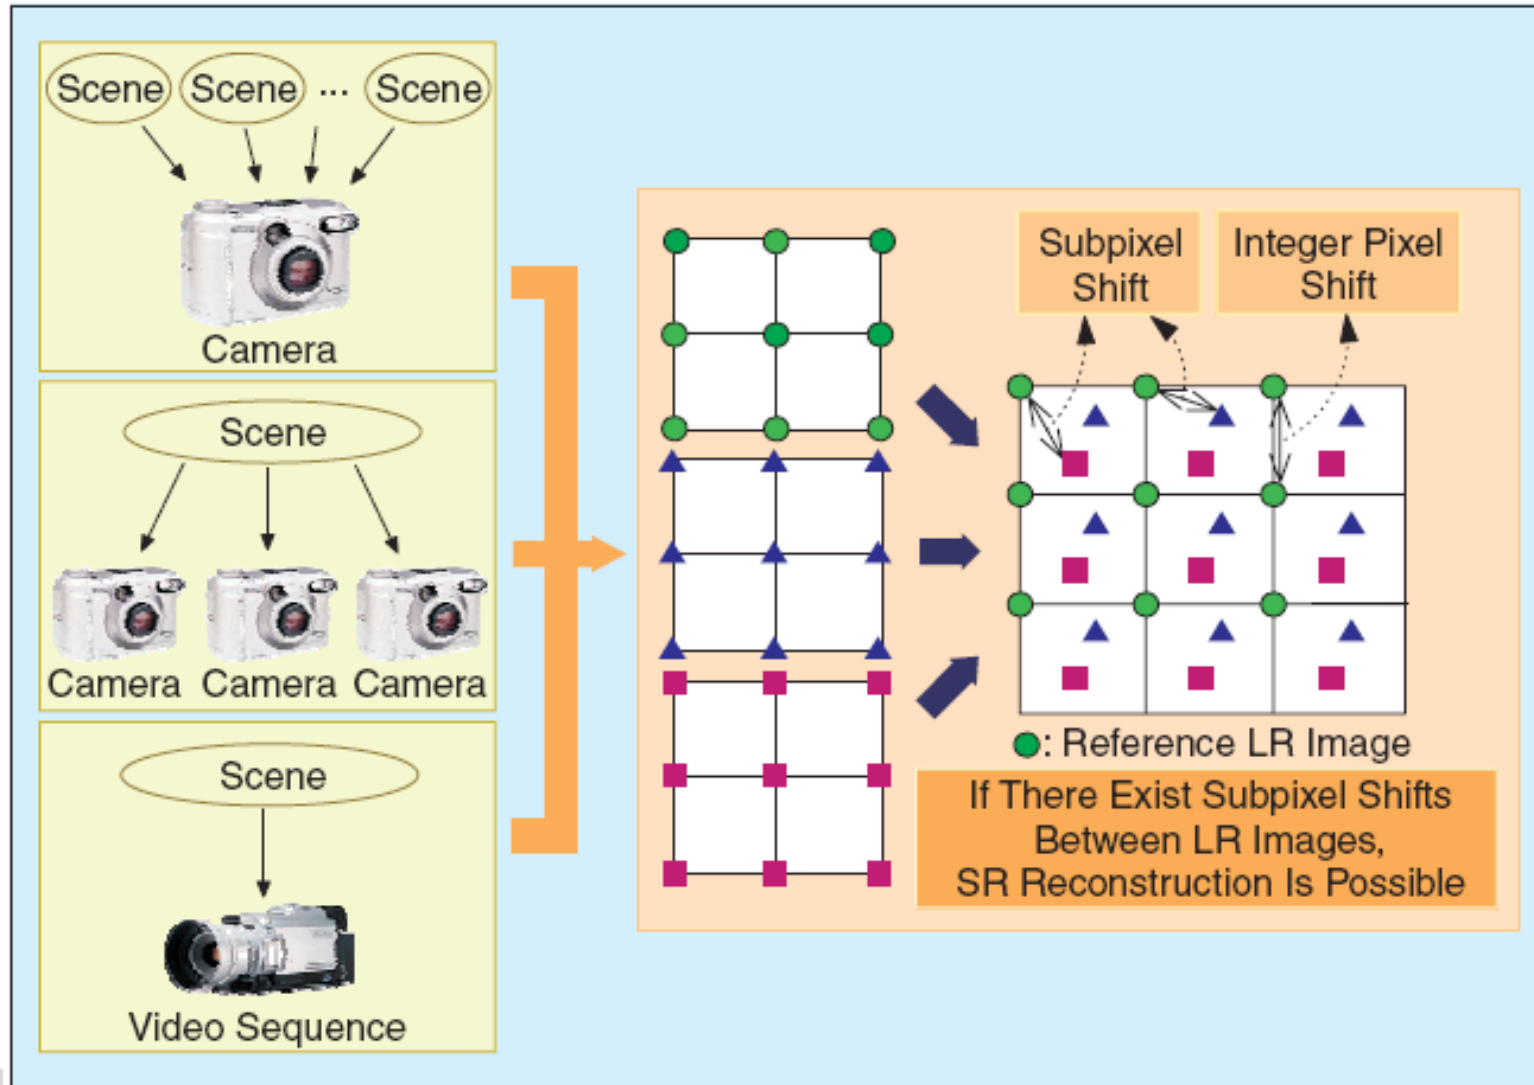 Scene Scene ... Scene
Camera
Scene
Camera Camera Camera
Scene
Video Sequence
Subpixel
Shift
Integer Pixel
Shift
: Reference LR Image
If There Exist Subpixel Shifts
Between LR Images,
SR Reconstruction Is Possible